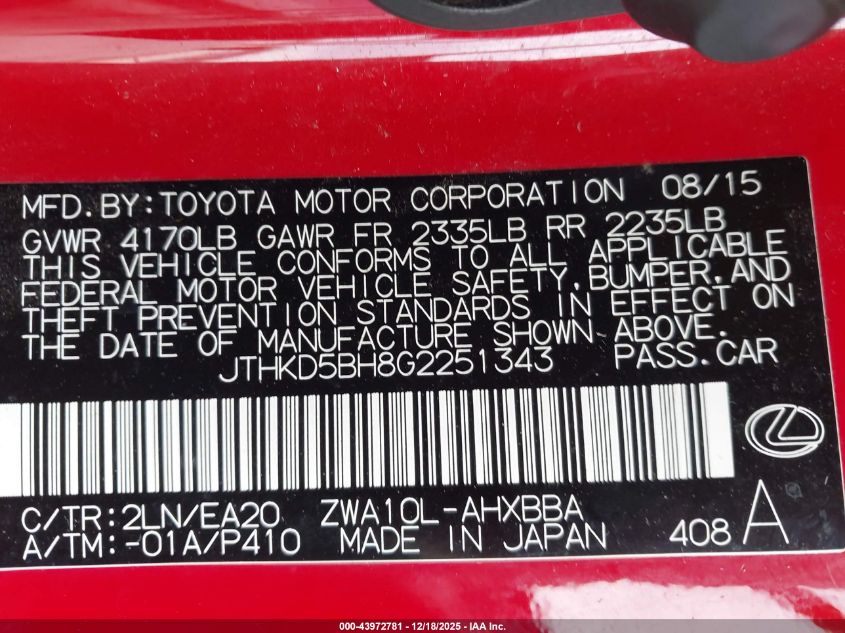 MFD.BY:TOYOTA MOTOR CORPORATION 08/15
GVWR 4170LB GAWR FR 2335LB RR 2235LB
THIS VEHICLE CONFORMS TO ALL APPLICABLE
FEDERAL MOTOR VEHICLE SAFETY,BUMPER,AND
THEFT PREVENTION STANDARDS IN EFFECT ON
THE DATE OF MANUFACTURE SHOWN ABOVE.
JTHKD5BH8G2251343 PASS.CAR
C/TR:2LN/EA20 ZWA10L-AHXBBA
A/TM:-01A/P410 MADE IN JAPAN 408 A
000-43972781 - 12/18/2025 - IAA Inc.